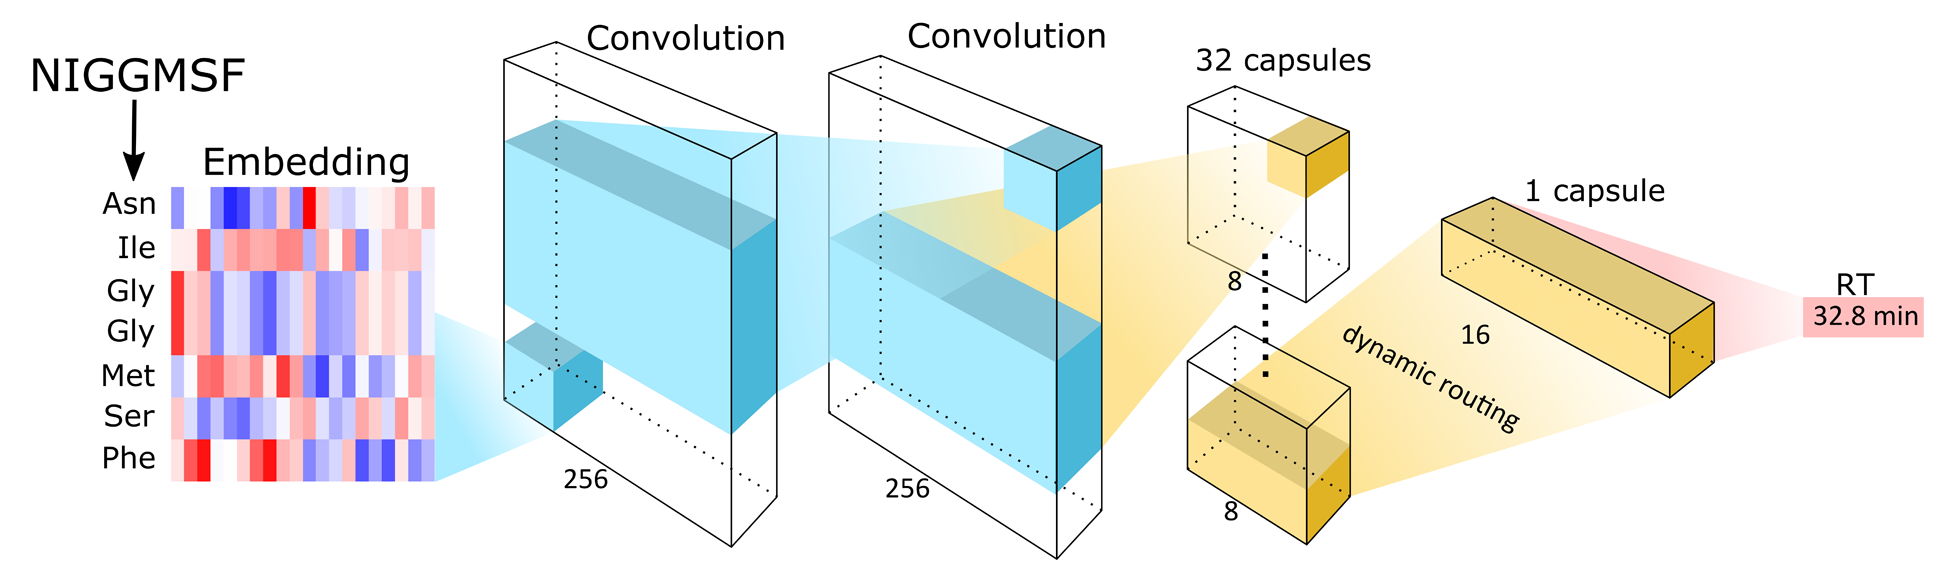 NIGGMSF
Embedding
Asn
Ile
Gly
Gly
Met
Ser
Phe
Convolution
256
Convolution
256
32 capsules
8
8
dynamic routing
1 capsule
16
RT
32.8 min